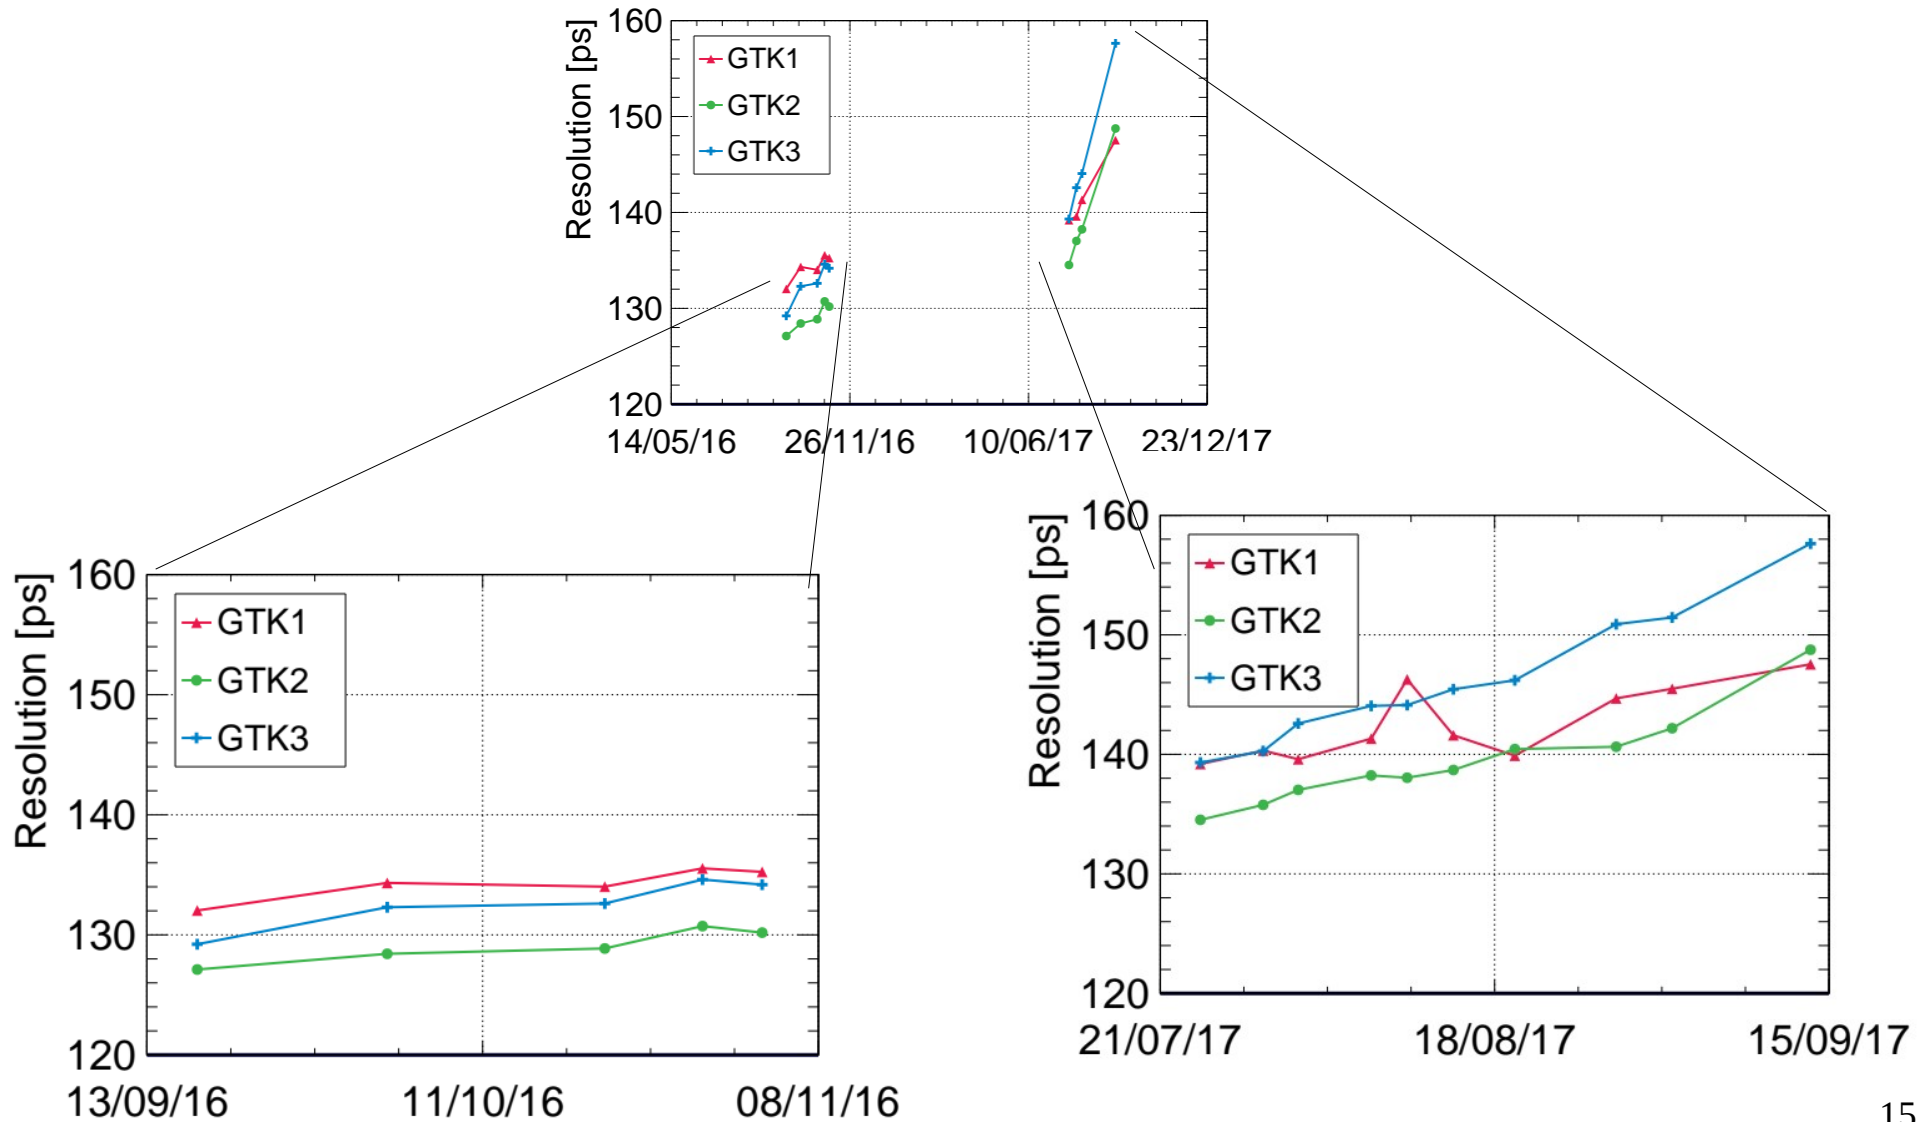 Resolution [ps]
160
150
140
130
120
GTK1
GTK2
GTK3
14/05/16
26/11/16
10/06/17
23/12/17
Resolution [ps]
160
150
140
130
120
GTK1
GTK2
GTK3
13/09/16
11/10/16
08/11/16
Resolution [ps]
160
150
140
130
120
GTK1
GTK2
GTK3
21/07/17
18/08/17
15/09/17
15